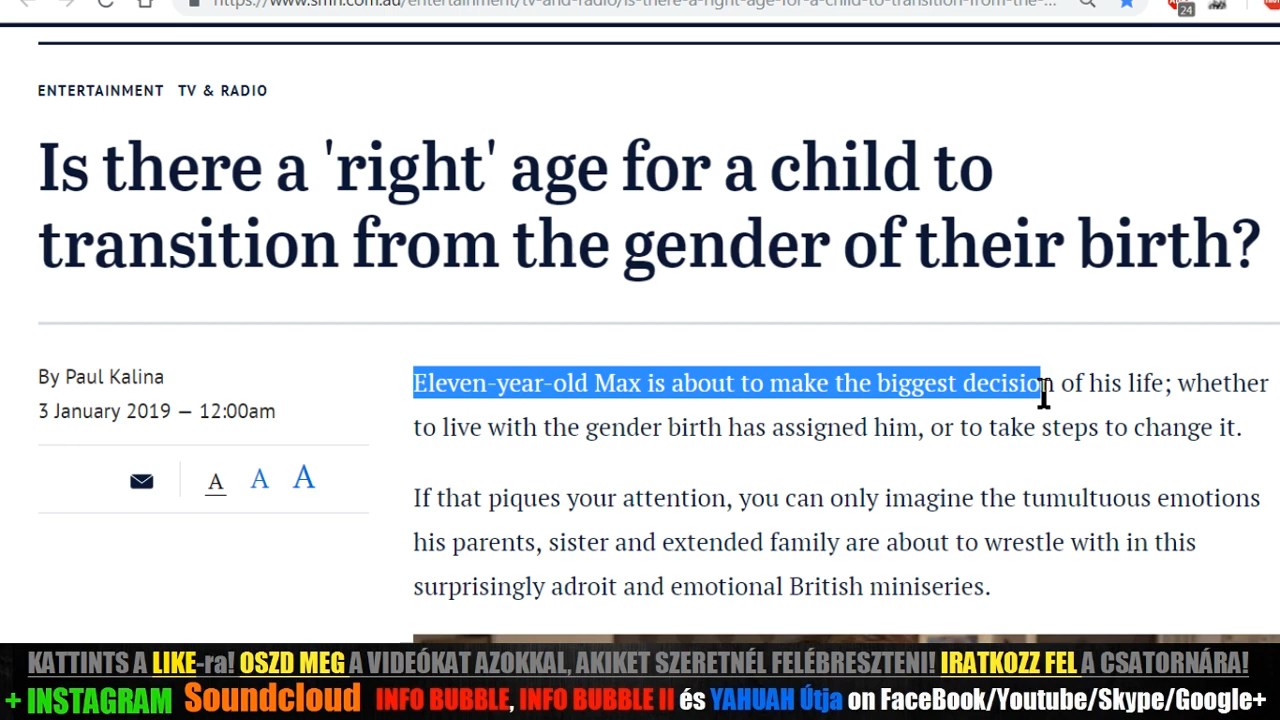 https://www.smh.com.au/entertainment/tv-and-radio/is-there-a-right-age-for-a-child-to-transition-from-the-...
24
ENTERTAINMENT TV & RADIO
Is there a 'right' age for a child to
transition from the gender of their birth?
By Paul Kalina
3 January 2019 — 12:00am
A A A
Eleven-year-old Max is about to make the biggest decision of his life; whether
to live with the gender birth has assigned him, or to take steps to change it.
If that piques your attention, you can only imagine the tumultuous emotions
his parents, sister and extended family are about to wrestle with in this
surprisingly adroit and emotional British miniseries.
KATTINTS A LIKE-ra! OSZD MEG A VIDEÓKAT AZOKKAL, AKIKET SZERETNÉL FELÉBRESZTENI! IRATKOZZ FEL A CSATORNÁRA!
+ INSTAGRAM Soundcloud INFO BUBBLE, INFO BUBBLE II és YAHUAH Útja on FaceBook/Youtube/Skype/Google+